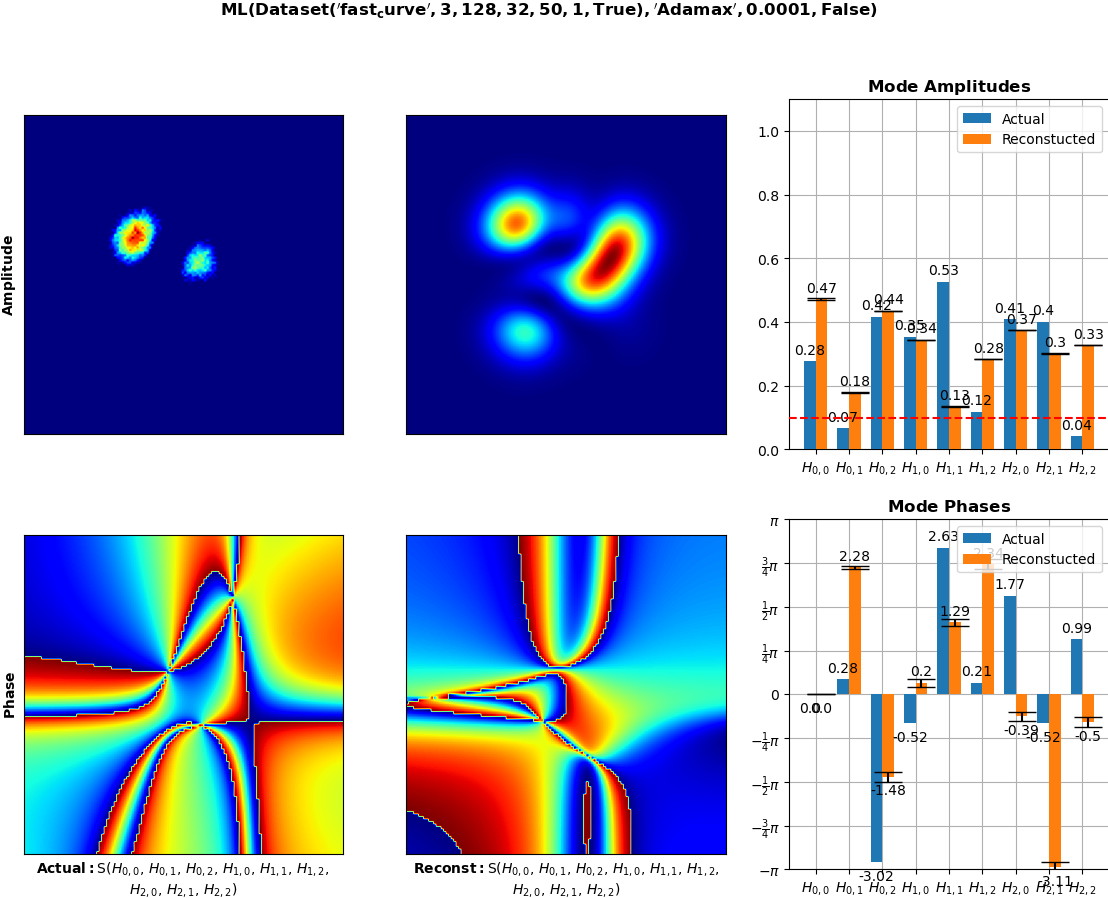 ML(Dataset('fast_curve', 3, 128, 32, 50, 1, True), 'Adamax', 0.0001, False)
Amplitude
Mode Amplitudes
Actual
Reconstucted
1.0
0.8
0.6
0.4
0.2
0.0
0.28
0.47
0.07
0.18
0.42
0.44
0.35
0.34
0.53
0.13
0.12
0.28
0.41
0.37
0.4
0.3
0.04
0.33
H0,0 H0,1 H0,2 H1,0 H1,1 H1,2 H2,0 H2,1 H2,2
Phase
Mode Phases
Actual
Reconstucted
π
3/4π
1/2π
1/4π
0
−1/4π
−1/2π
−3/4π
−π
0.0
0.0
0.28
2.28
-3.02
-1.48
-0.52
0.2
2.63
1.29
0.21
2.34
1.77
-0.39
-0.52
-3.11
0.99
-0.5
H0,0 H0,1 H0,2 H1,0 H1,1 H1,2 H2,0 H2,1 H2,2
Actual: S(H0,0, H0,1, H0,2, H1,0, H1,1, H1,2,
H2,0, H2,1, H2,2)
Reconst: S(H0,0, H0,1, H0,2, H1,0, H1,1, H1,2,
H2,0, H2,1, H2,2)